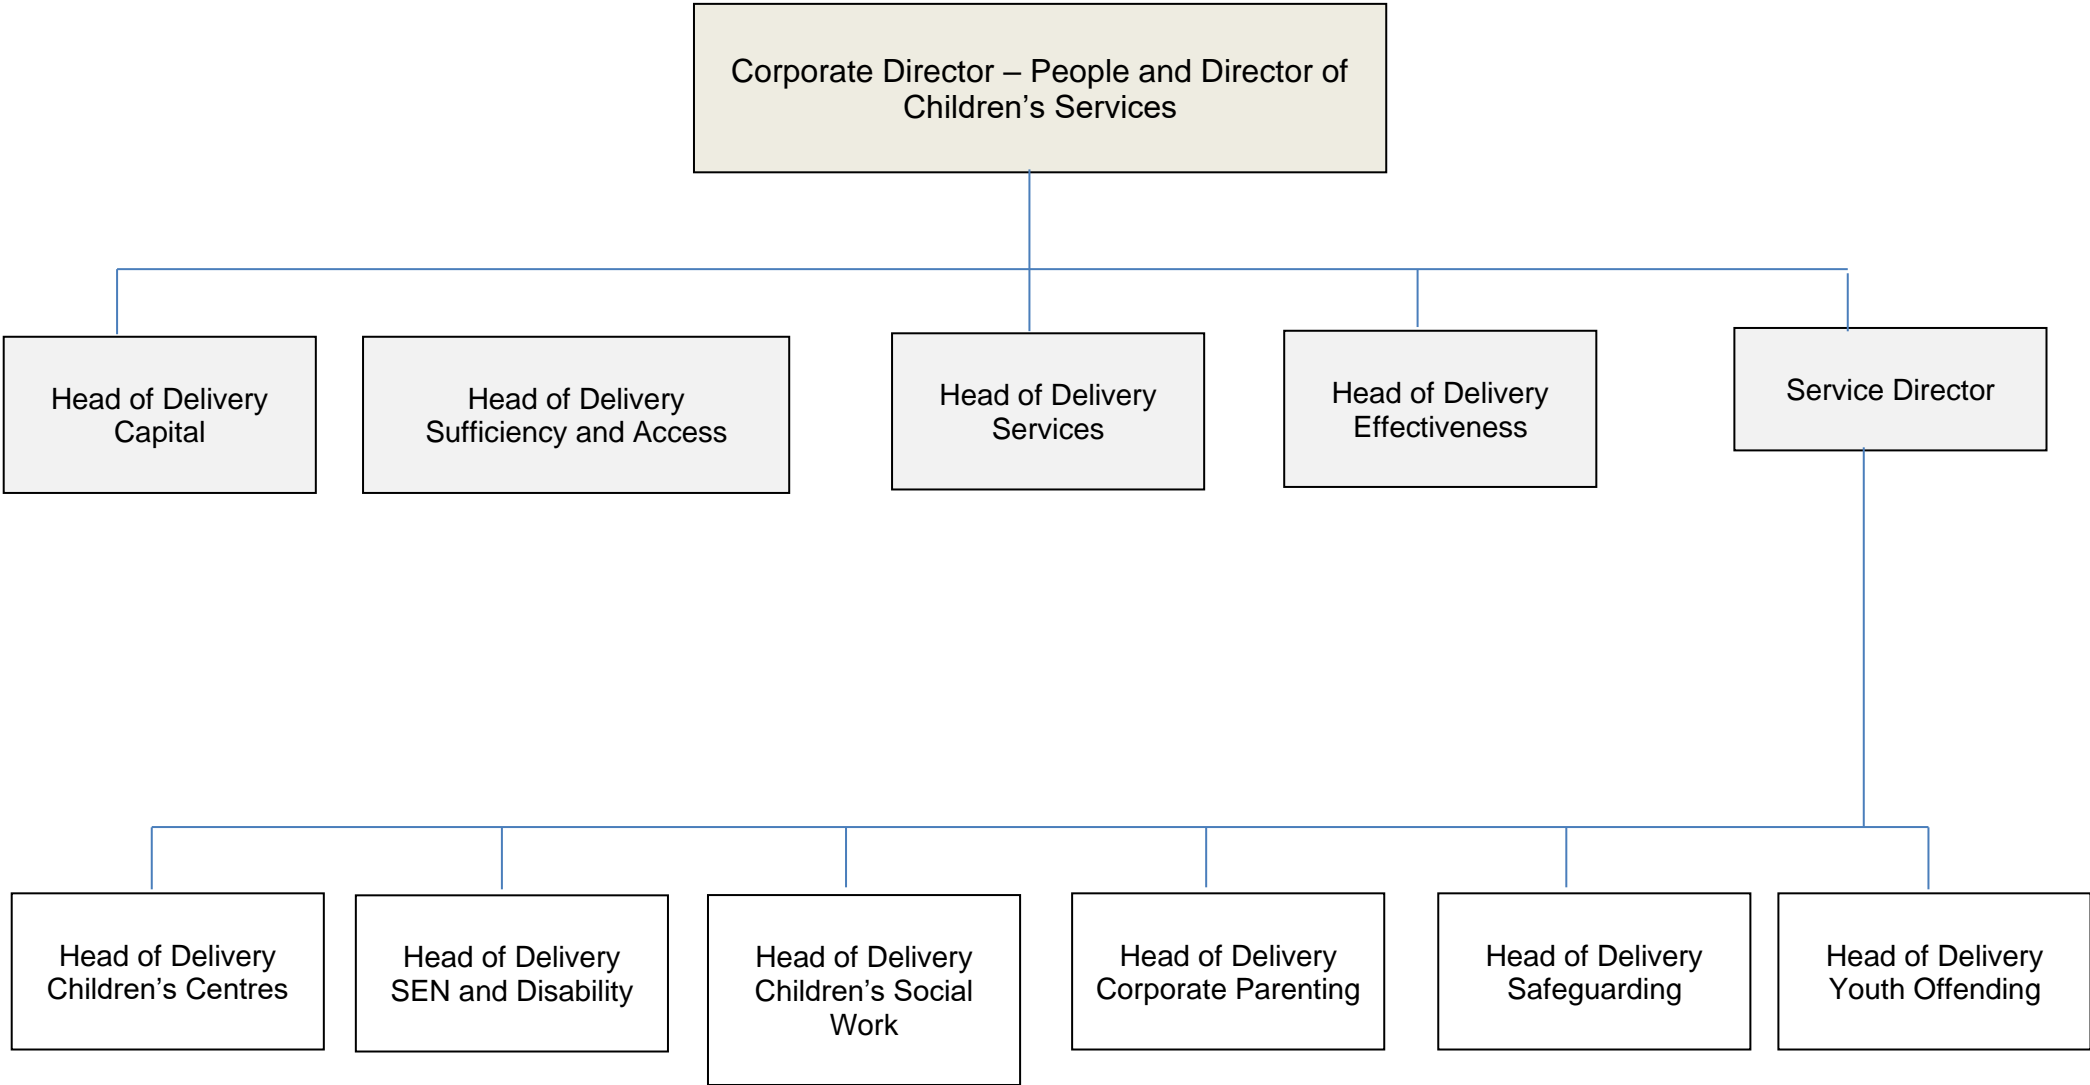 Corporate Director – People and Director of
Children’s Services
Head of Delivery
Capital
Head of Delivery
Sufficiency and Access
Head of Delivery
Services
Head of Delivery
Effectiveness
Service Director
Head of Delivery
Children’s Centres
Head of Delivery
SEN and Disability
Head of Delivery
Children’s Social
Work
Head of Delivery
Corporate Parenting
Head of Delivery
Safeguarding
Head of Delivery
Youth Offending